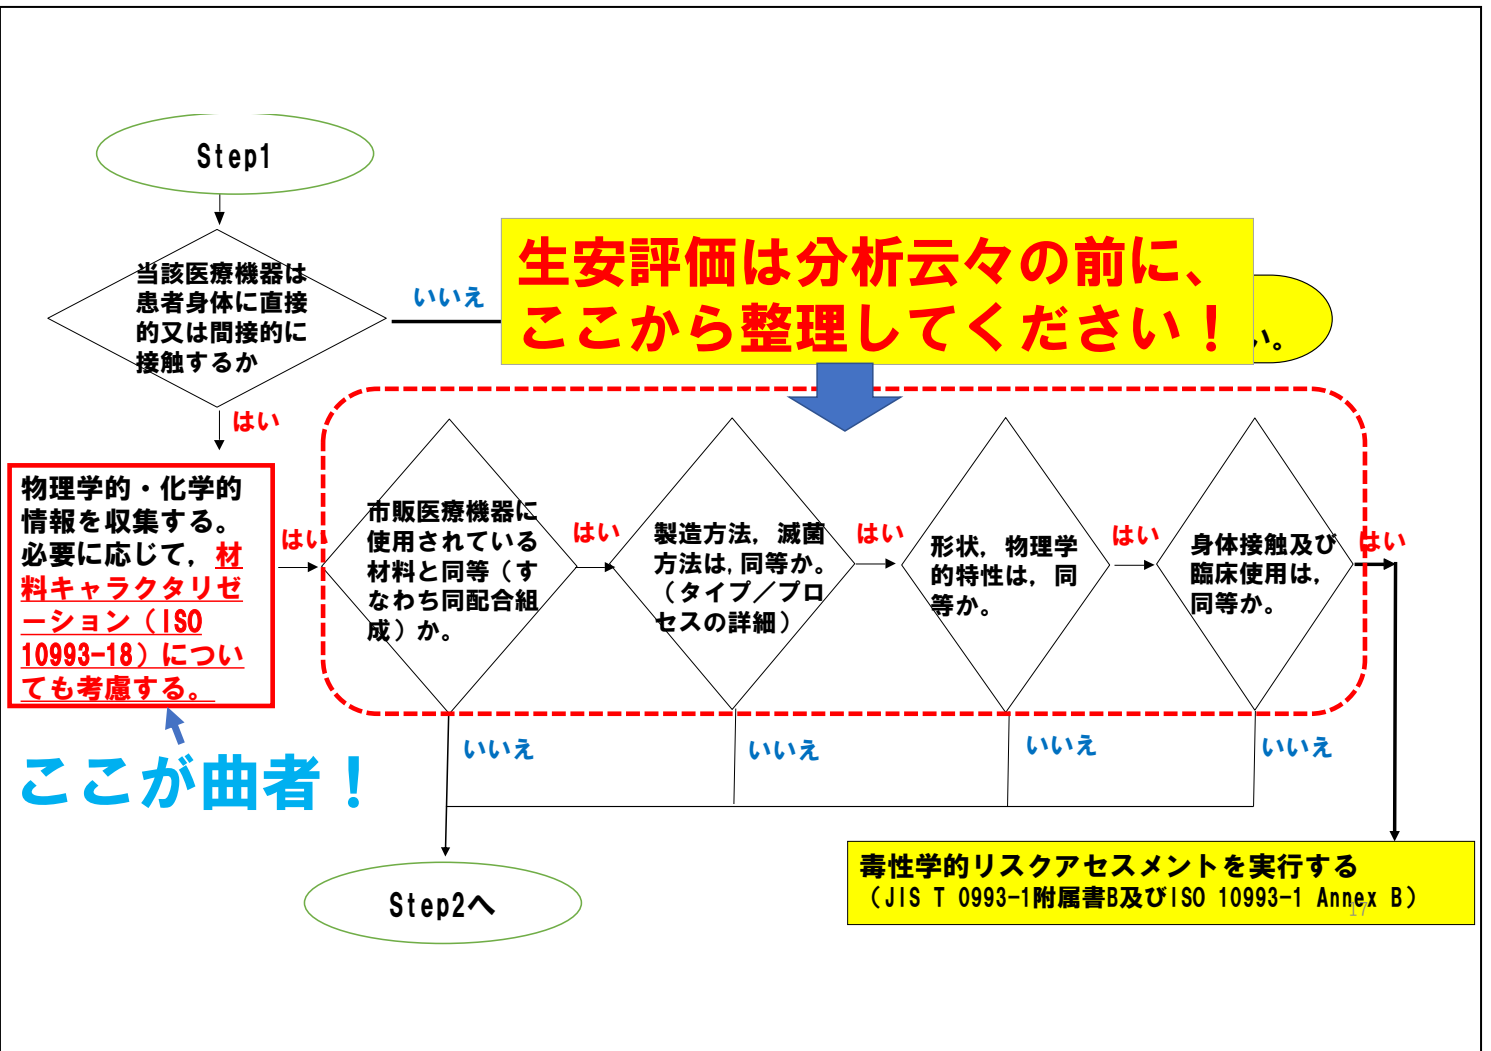 Step1
当該医療機器は
患者身体に直接
的又は間接的に
接触するか
いいえ
生安評価は分析云々の前に、
ここから整理してください！
い。
はい
物理学的・化学的
情報を収集する。
必要に応じて，材
料キャラクタリゼ
ーション（ISO
10993-18）につい
ても考慮する。
はい
市販医療機器に
使用されている
材料と同等（す
なわち同配合組
成）か。
はい
製造方法，滅菌
方法は,同等か。
（タイプ／プロ
セスの詳細）
はい
形状，物理学
的特性は，同
等か。
はい
身体接触及び
臨床使用は，
同等か。
はい
ここが曲者！
いいえ
いいえ
いいえ
いいえ
Step2へ
毒性学的リスクアセスメントを実行する
（JIS T 0993-1附属書B及びISO 10993-1 Annex B）
17